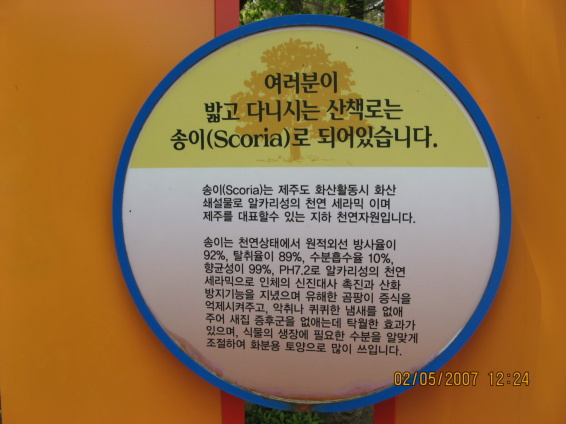 여러분이
밟고 다니시는 산책로는
송이(Scoria)로 되어있습니다.
송이(Scoria)는 제주도 화산활동시 화산
쇄설물로 알카리성의 천연 세라믹 이며
제주를 대표할수 있는 지하 천연자원입니다.
송이는 천연상태에서 원적외선 방사율이
92%, 탈취율이 89%, 수분흡수율 10%,
항균성이 99%, PH7.2로 알카리성의 천연
세라믹으로 인체의 신진대사 촉진과 산화
방지기능을 지녔으며 유해한 곰팡이 증식을
억제시켜주고, 악취나 퀴퀴한 냄새를 없애
주어 새집 증후군을 없애는데 탁월한 효과가
있으며, 식물의 생장에 필요한 수분을 알맞게
조절하여 화분용 토양으로 많이 쓰입니다.
02/05/2007 12:24